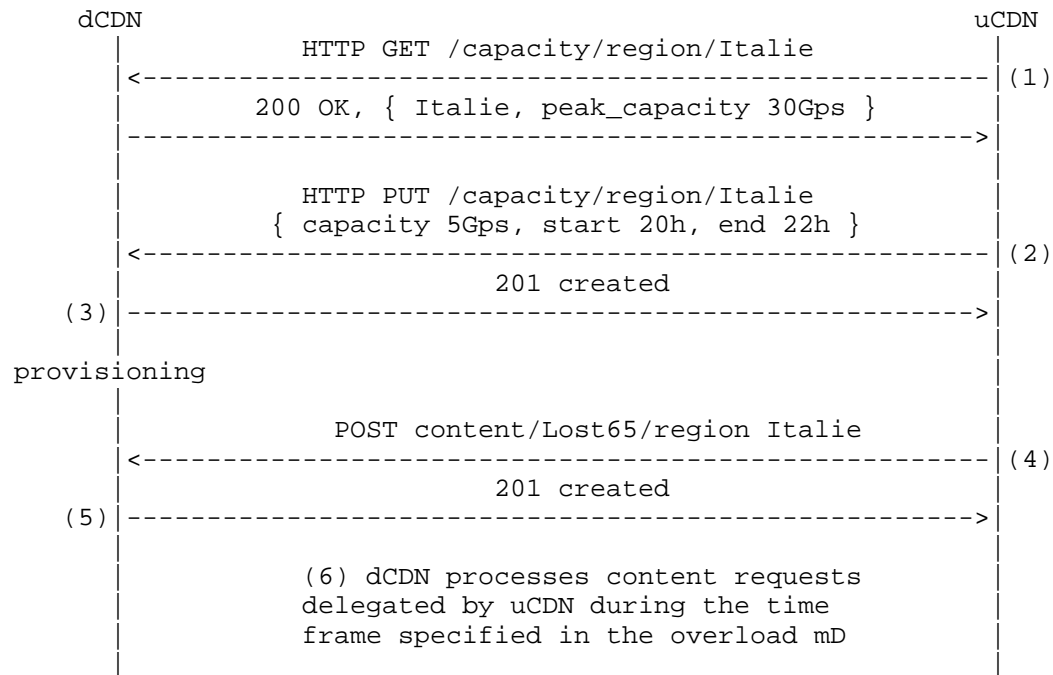 dCDN uCDN
HTTP GET /capacity/region/Italie
<-----------------------------------------------------|(1)
200 OK, { Italie, peak_capacity 30Gps }
|----------------------------------------------------->
HTTP PUT /capacity/region/Italie
{ capacity 5Gps, start 20h, end 22h }
<-----------------------------------------------------|(2)
201 created
(3)|----------------------------------------------------->
provisioning
POST content/Lost65/region Italie
<-----------------------------------------------------|(4)
201 created
(5)|----------------------------------------------------->
(6) dCDN processes content requests
delegated by uCDN during the time
frame specified in the overload mD